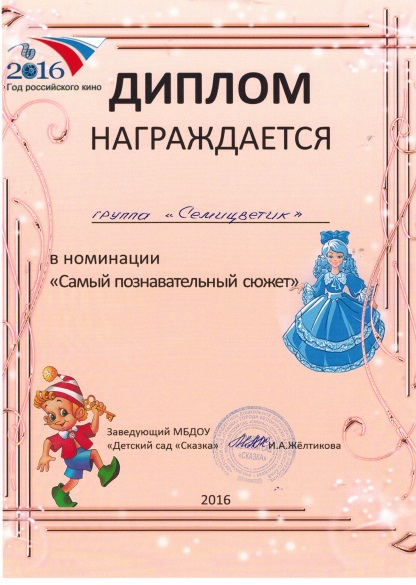 2016
Год российского кино
ДИПЛОМ
НАГРАЖДАЕТСЯ
группа «Семицветик»
в номинации
«Самый познавательный сюжет»
Заведующий МБДОУ
«Детский сад «Сказка» И.А.Жёлтикова
«СКАЗКА»
2016